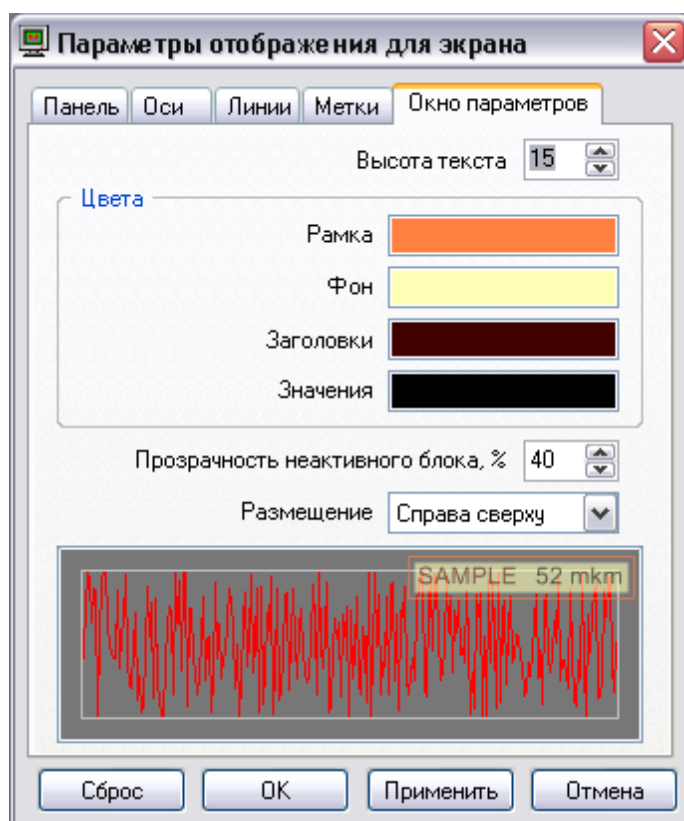 Параметры отображения для экрана
Панель Оси Линии Метки Окно параметров
Высота текста 15
Цвета
Рамка
Фон
Заголовки
Значения
Прозрачность неактивного блока, % 40
Размещение Справа сверху
SAMPLE 52 mkm
Сброс OK Применить Отмена